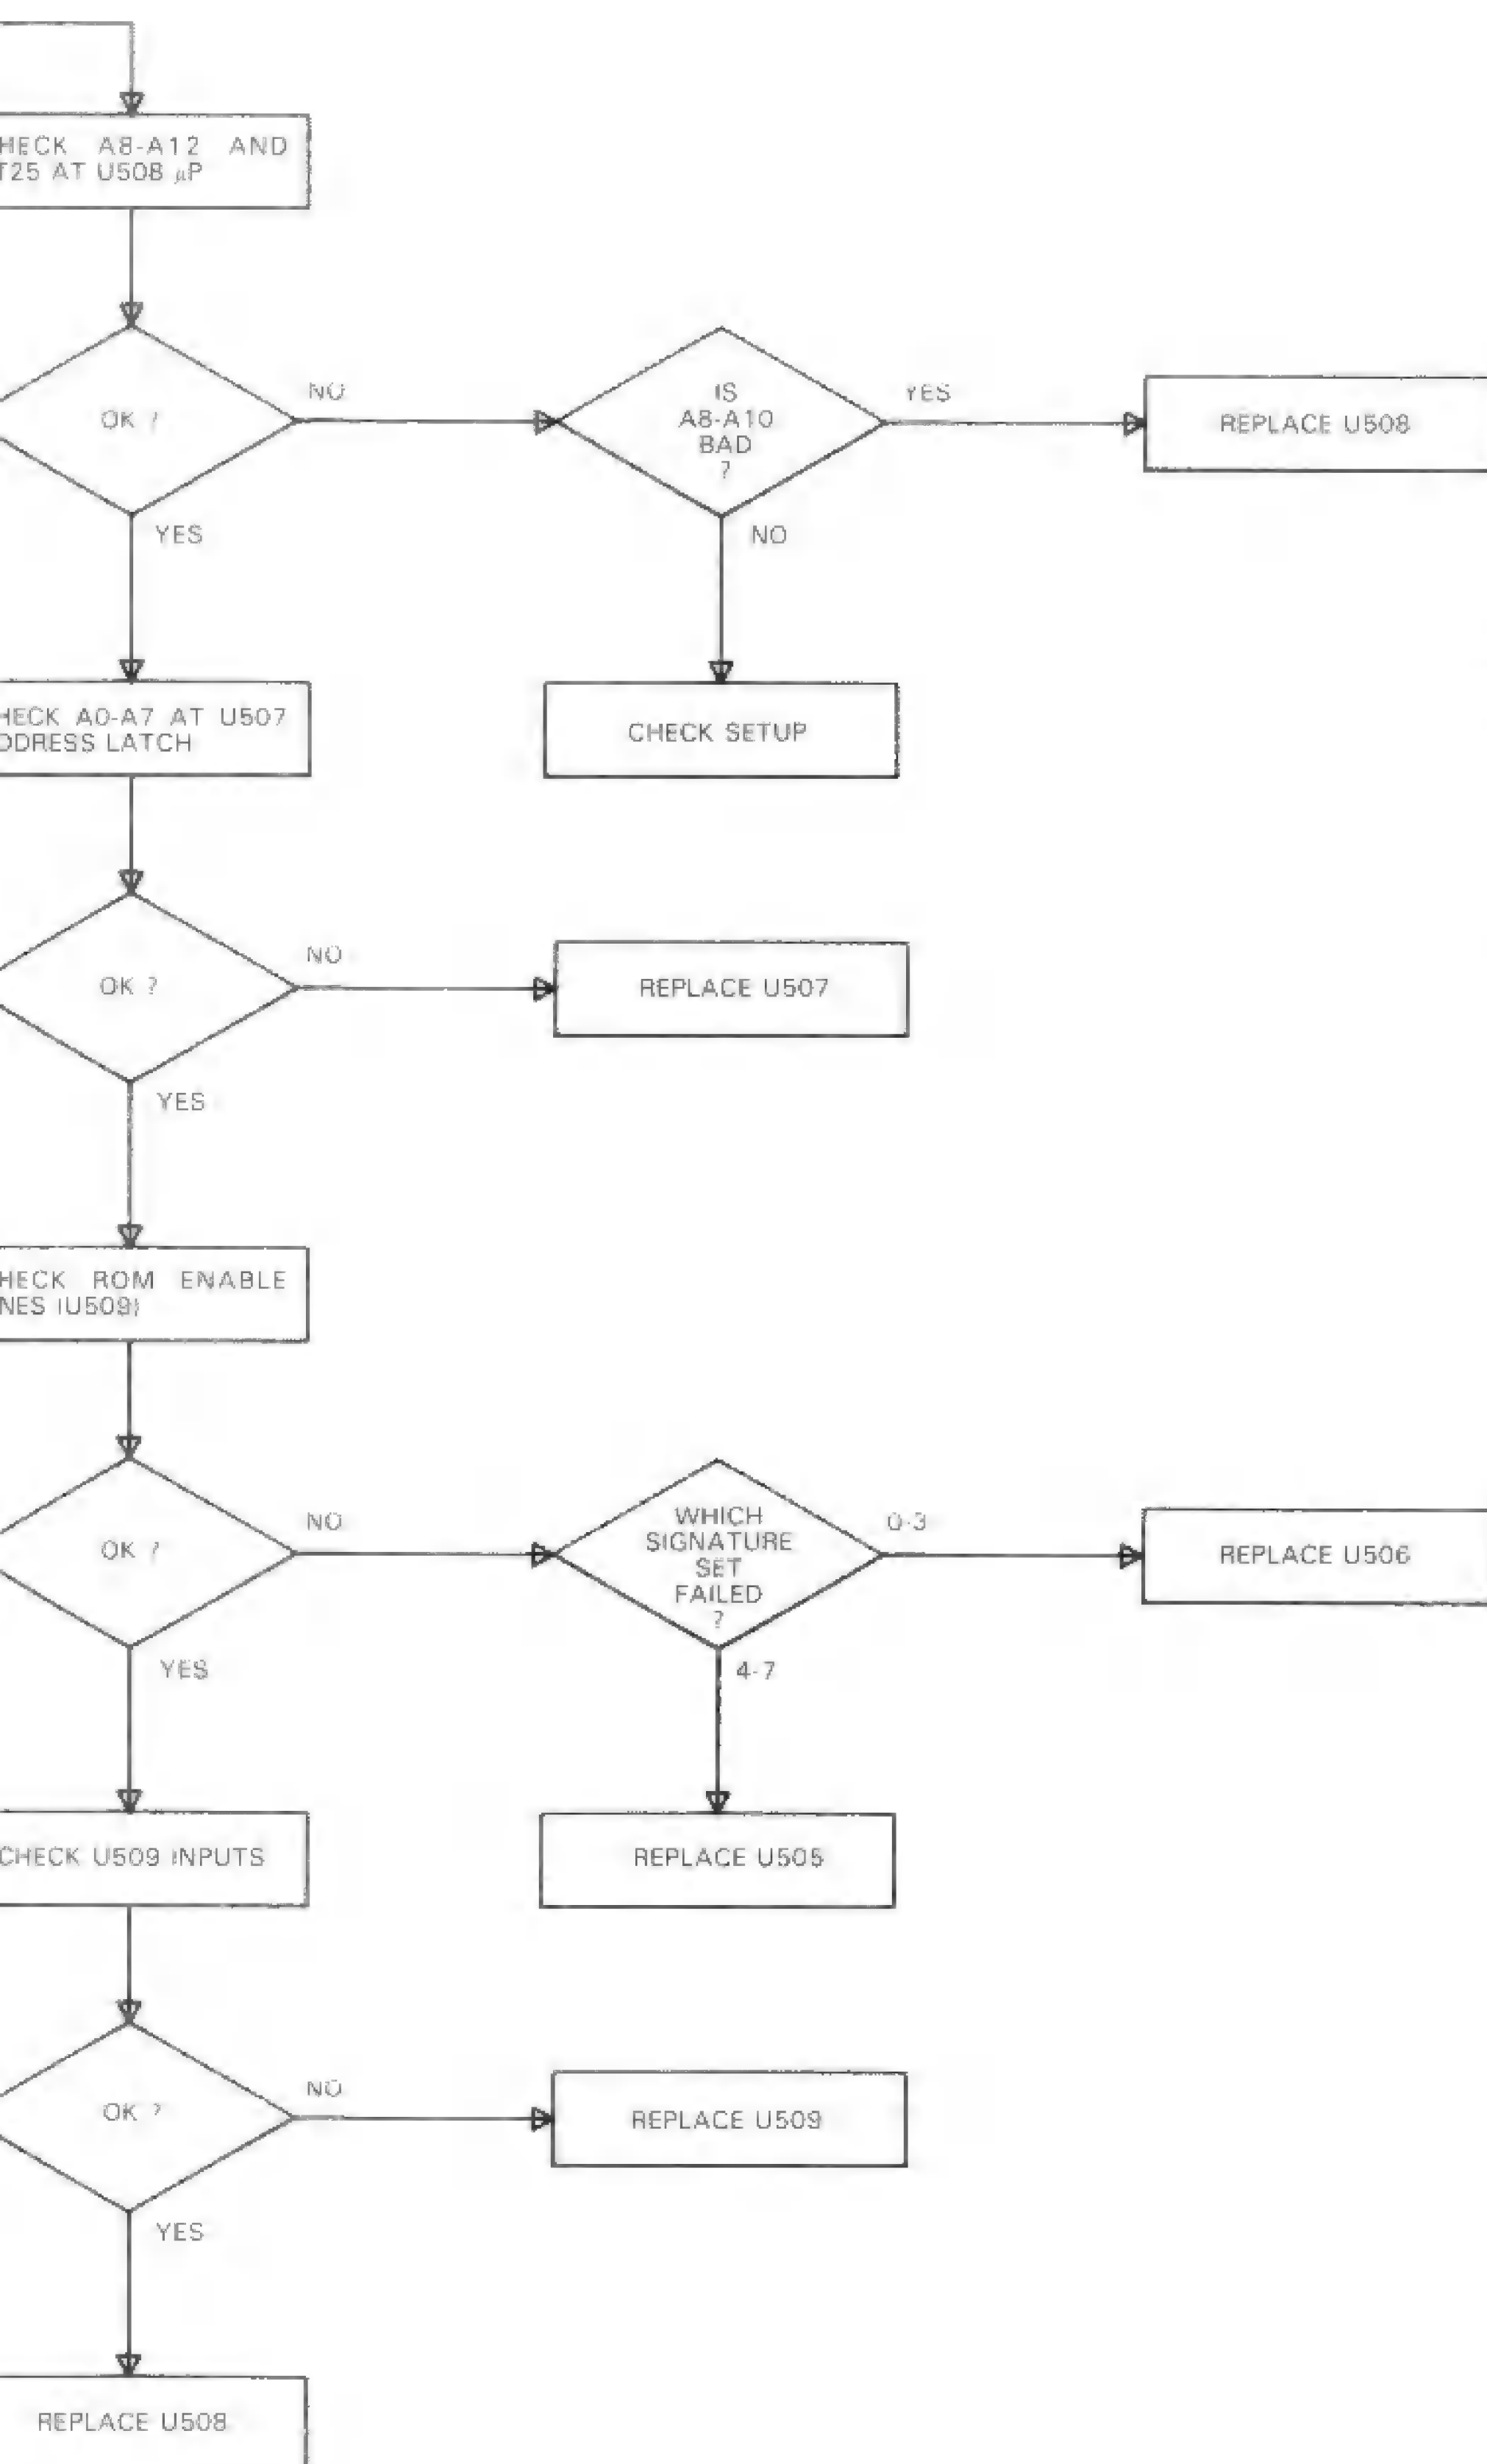 HECK A8-A12 AND
T25 AT U508 µP
OK ?
NO
IS
A8-A10
BAD
?
YES
REPLACE U508
YES
NO
HECK A0-A7 AT U507
DDRESS LATCH
CHECK SETUP
OK ?
NO
REPLACE U507
YES
HECK ROM ENABLE
NES (U509)
OK ?
NO
WHICH
SIGNATURE
SET
FAILED
?
0-3
REPLACE U506
YES
4-7
CHECK U509 INPUTS
REPLACE U505
OK ?
NO
REPLACE U509
YES
REPLACE U508